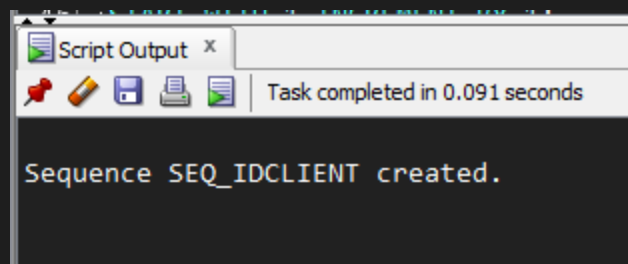 Script Output x
Task completed in 0.091 seconds
Sequence SEQ_IDCLIENT created.